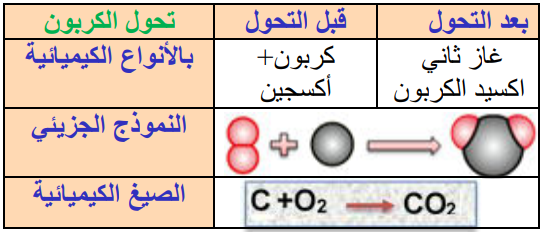 تحول الكربون
قبل التحول
بعد التحول
بالأنواع الكيميائية
كربون+
أكسجين
غاز ثاني
اكسيد الكربون
النموذج الجزيئي
+
الصيغ الكيميائية
C +O₂ → CO₂